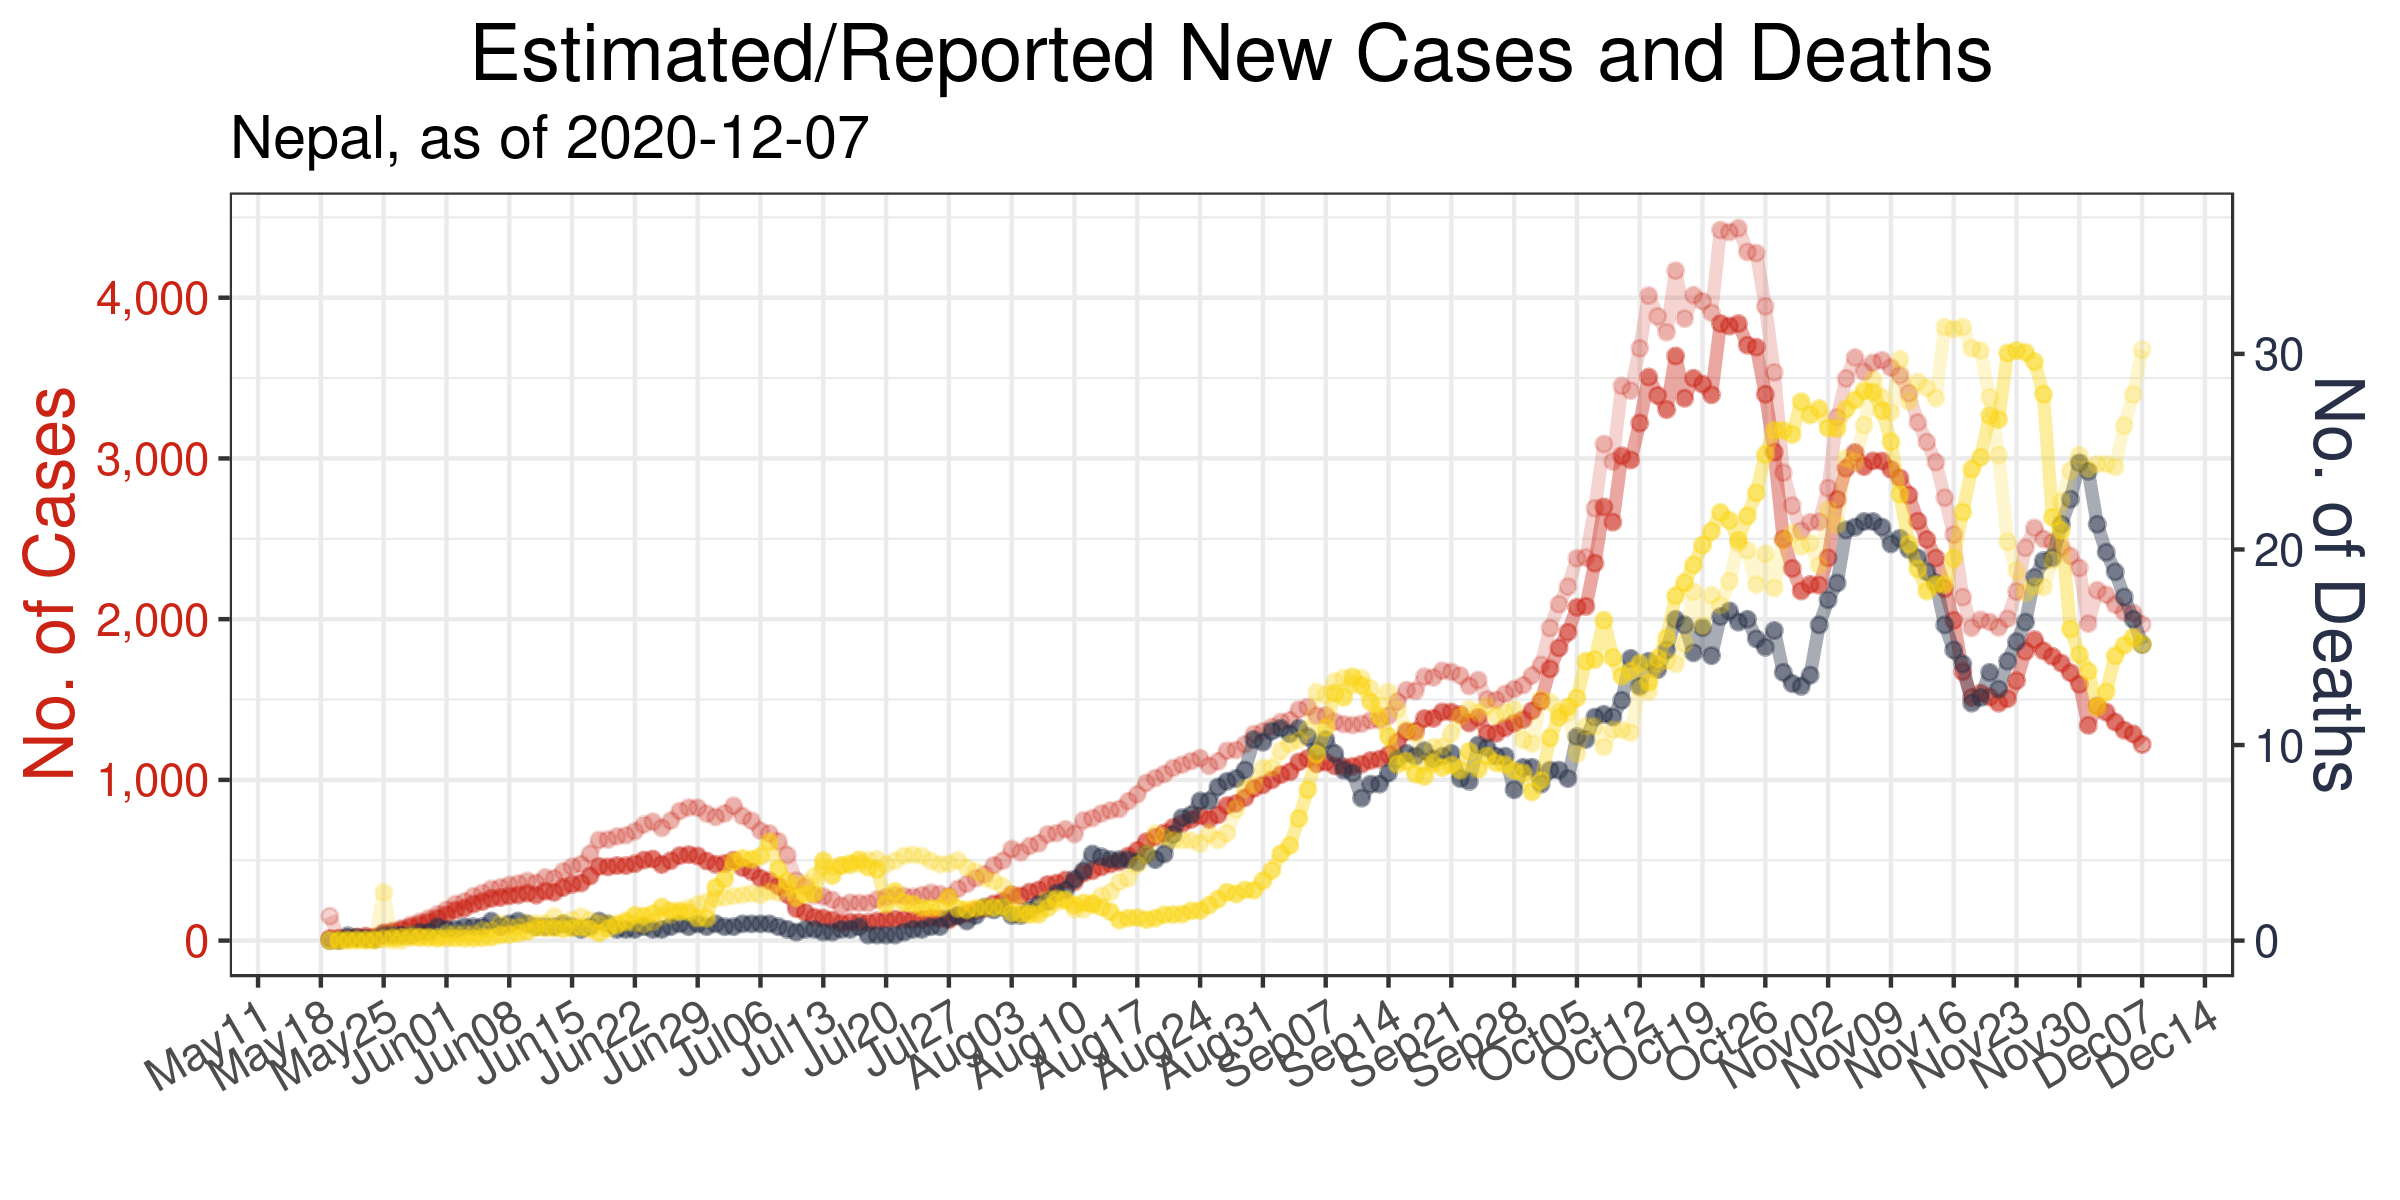 Estimated/Reported New Cases and Deaths
Nepal, as of 2020-12-07
No. of Cases
4,000
3,000
2,000
1,000
0
No. of Deaths
30
20
10
0
May11
May18
May25
Jun01
Jun08
Jun15
Jun22
Jun29
Jul06
Jul13
Jul20
Jul27
Aug03
Aug10
Aug17
Aug24
Aug31
Sep07
Sep14
Sep21
Sep28
Oct05
Oct12
Oct19
Oct26
Nov02
Nov09
Nov16
Nov23
Nov30
Dec07
Dec14